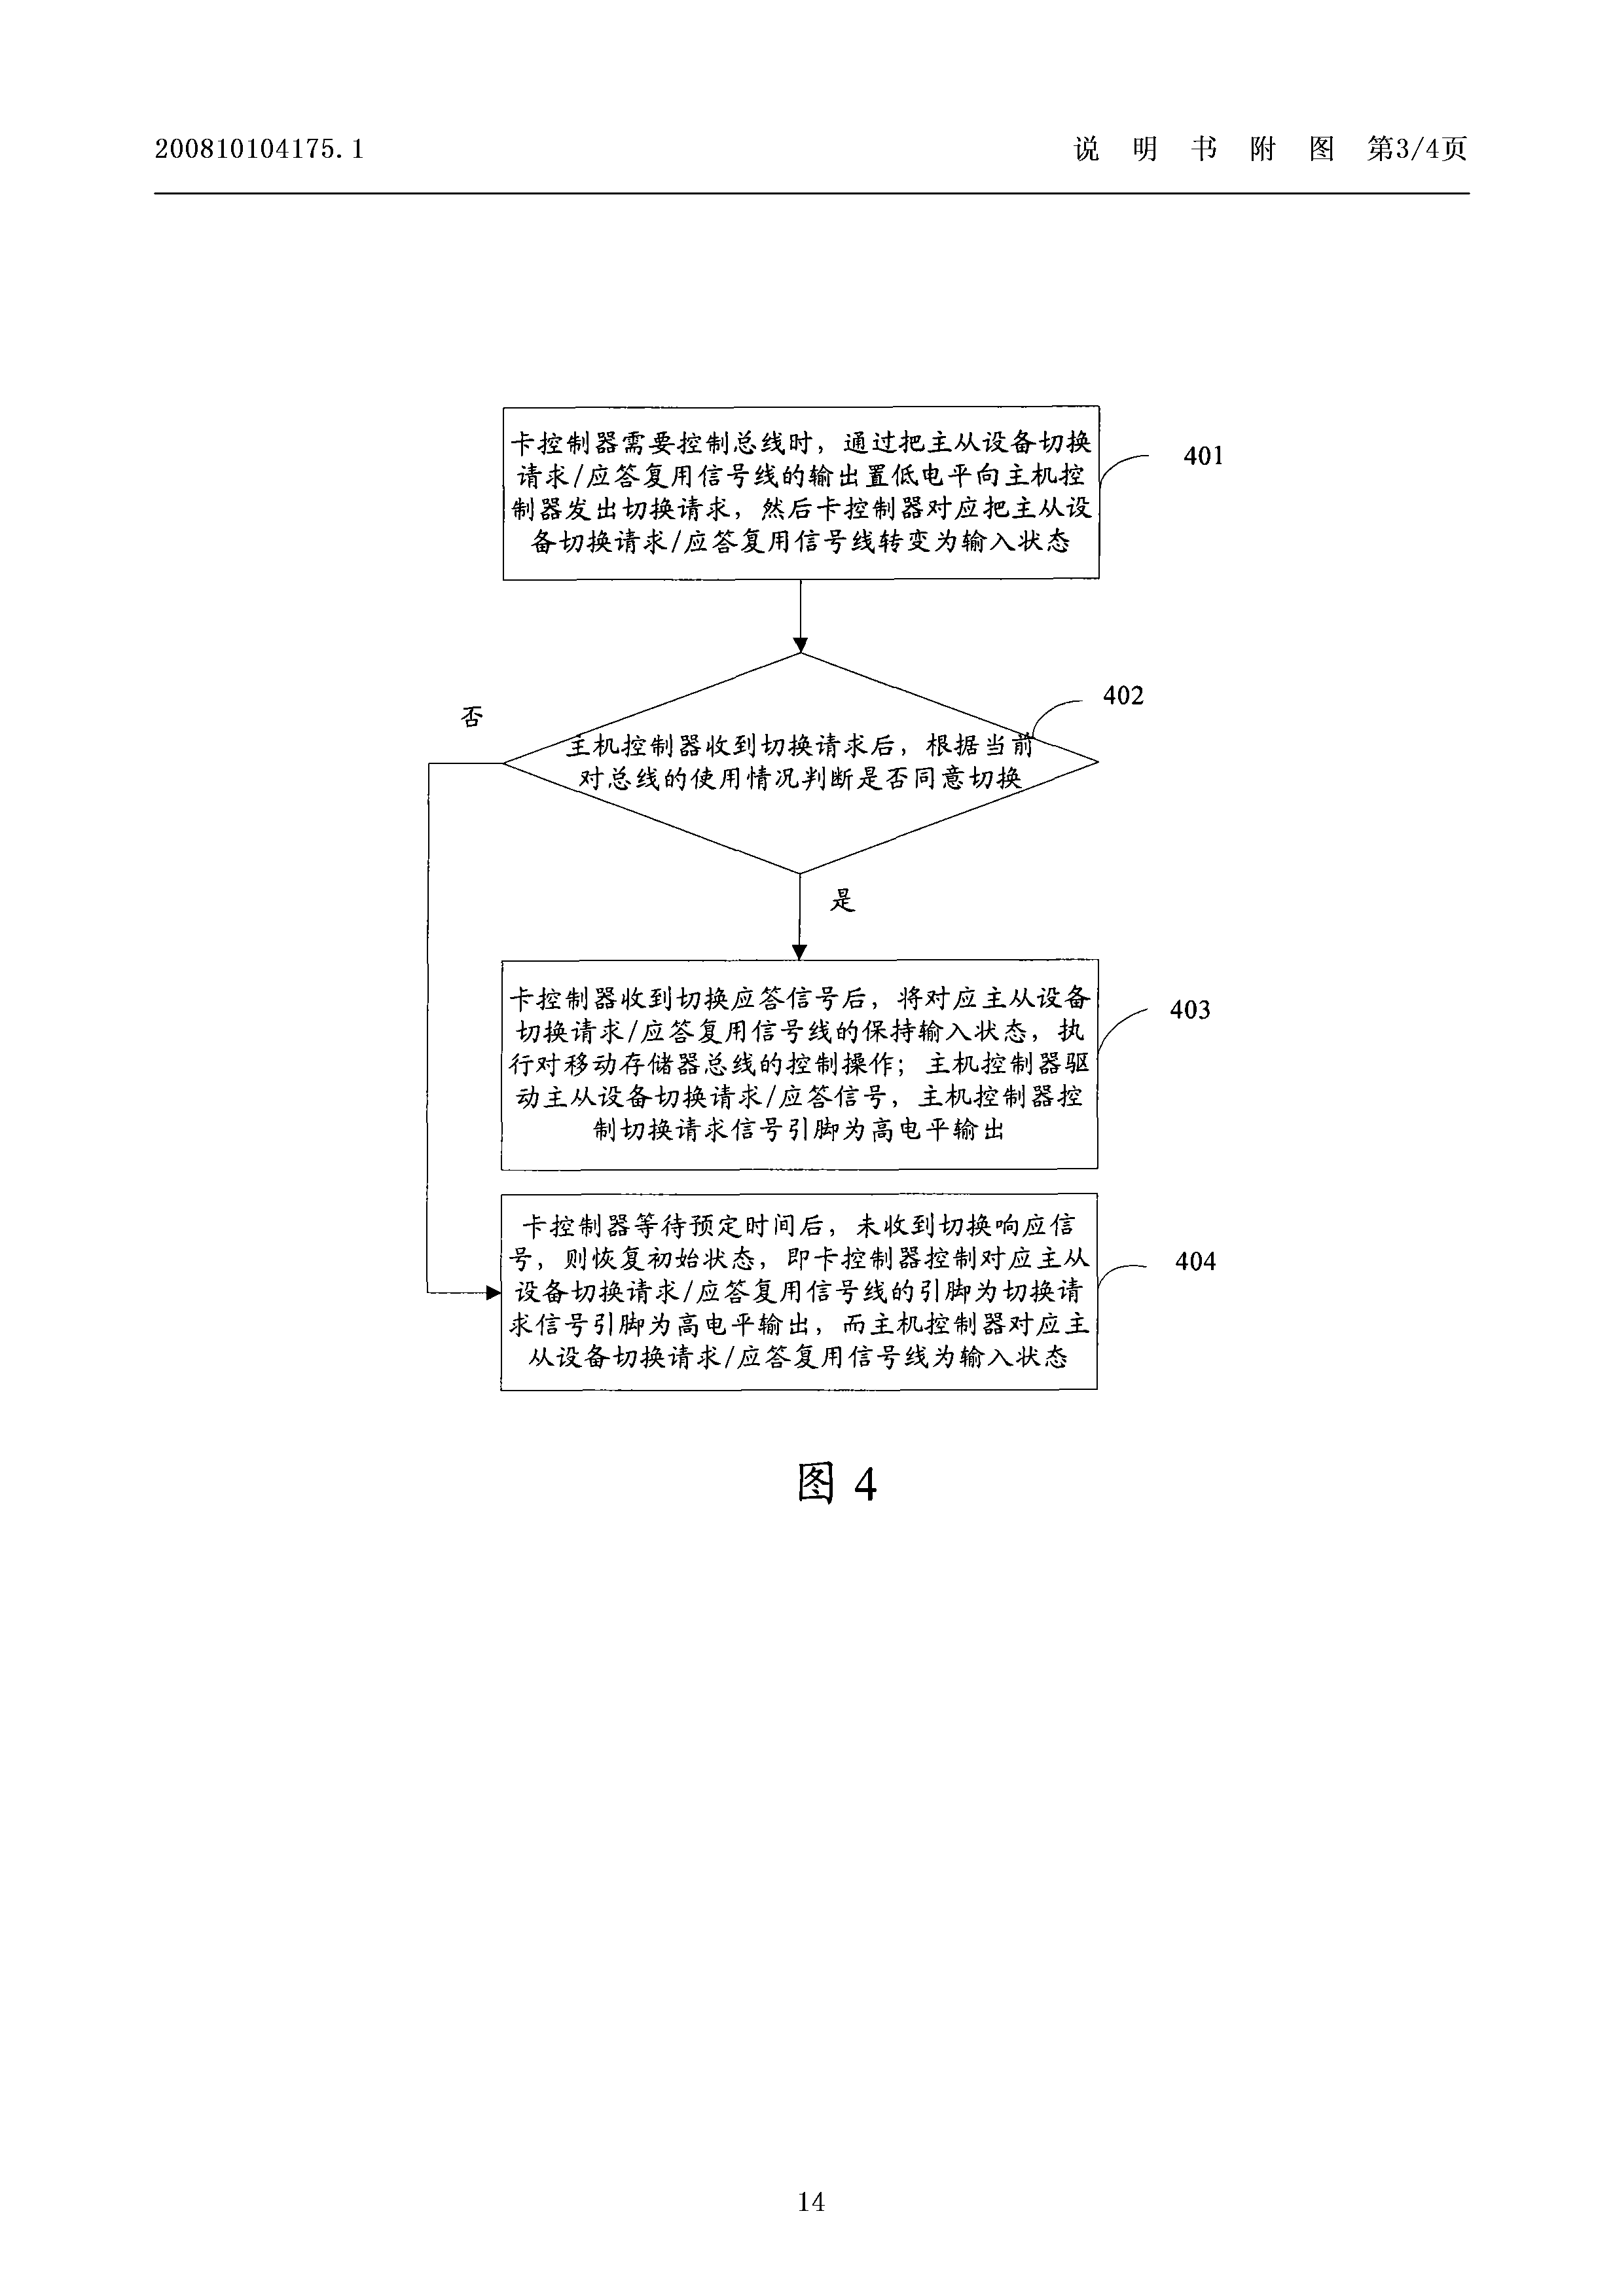 200810104175.1 说 明 书 附 图 第3/4页
卡控制器需要控制总线时，通过把主从设备切换
请求/应答复用信号线的输出置低电平向主机控
制器发出切换请求，然后卡控制器对应把主从设
备切换请求/应答复用信号线转变为输入状态
401
402
否
主机控制器收到切换请求后，根据当前
对总线的使用情况判断是否同意切换
是
卡控制器收到切换应答信号后，将对应主从设备
切换请求/应答复用信号线的保持输入状态，执
行对移动存储器总线的控制操作；主机控制器驱
动主从设备切换请求/应答信号，主机控制器控
制切换请求信号引脚为高电平输出
403
卡控制器等待预定时间后，未收到切换响应信
号，则恢复初始状态，即卡控制器控制对应主从
设备切换请求/应答复用信号线的引脚为切换请
求信号引脚为高电平输出，而主机控制器对应主
从设备切换请求/应答复用信号线为输入状态
404
图 4
14